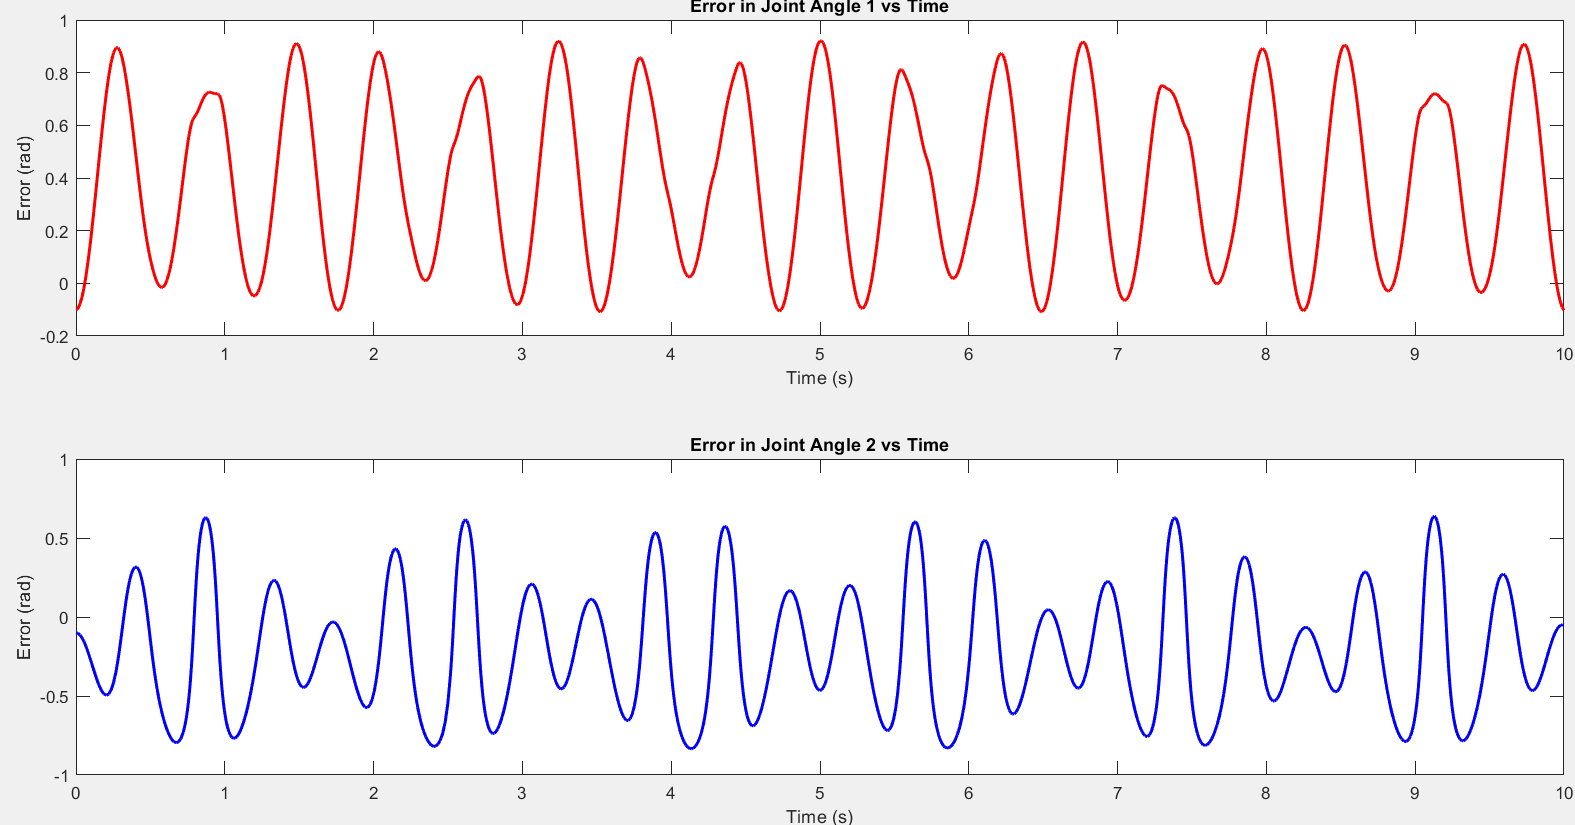 Error in Joint Angle 1 vs Time
1
0.8
0.6
0.4
0.2
0
-0.2
Error (rad)
0 1 2 3 4 5 6 7 8 9 10
Time (s)
Error in Joint Angle 2 vs Time
1
0.5
0
-0.5
-1
Error (rad)
0 1 2 3 4 5 6 7 8 9 10
Time (s)